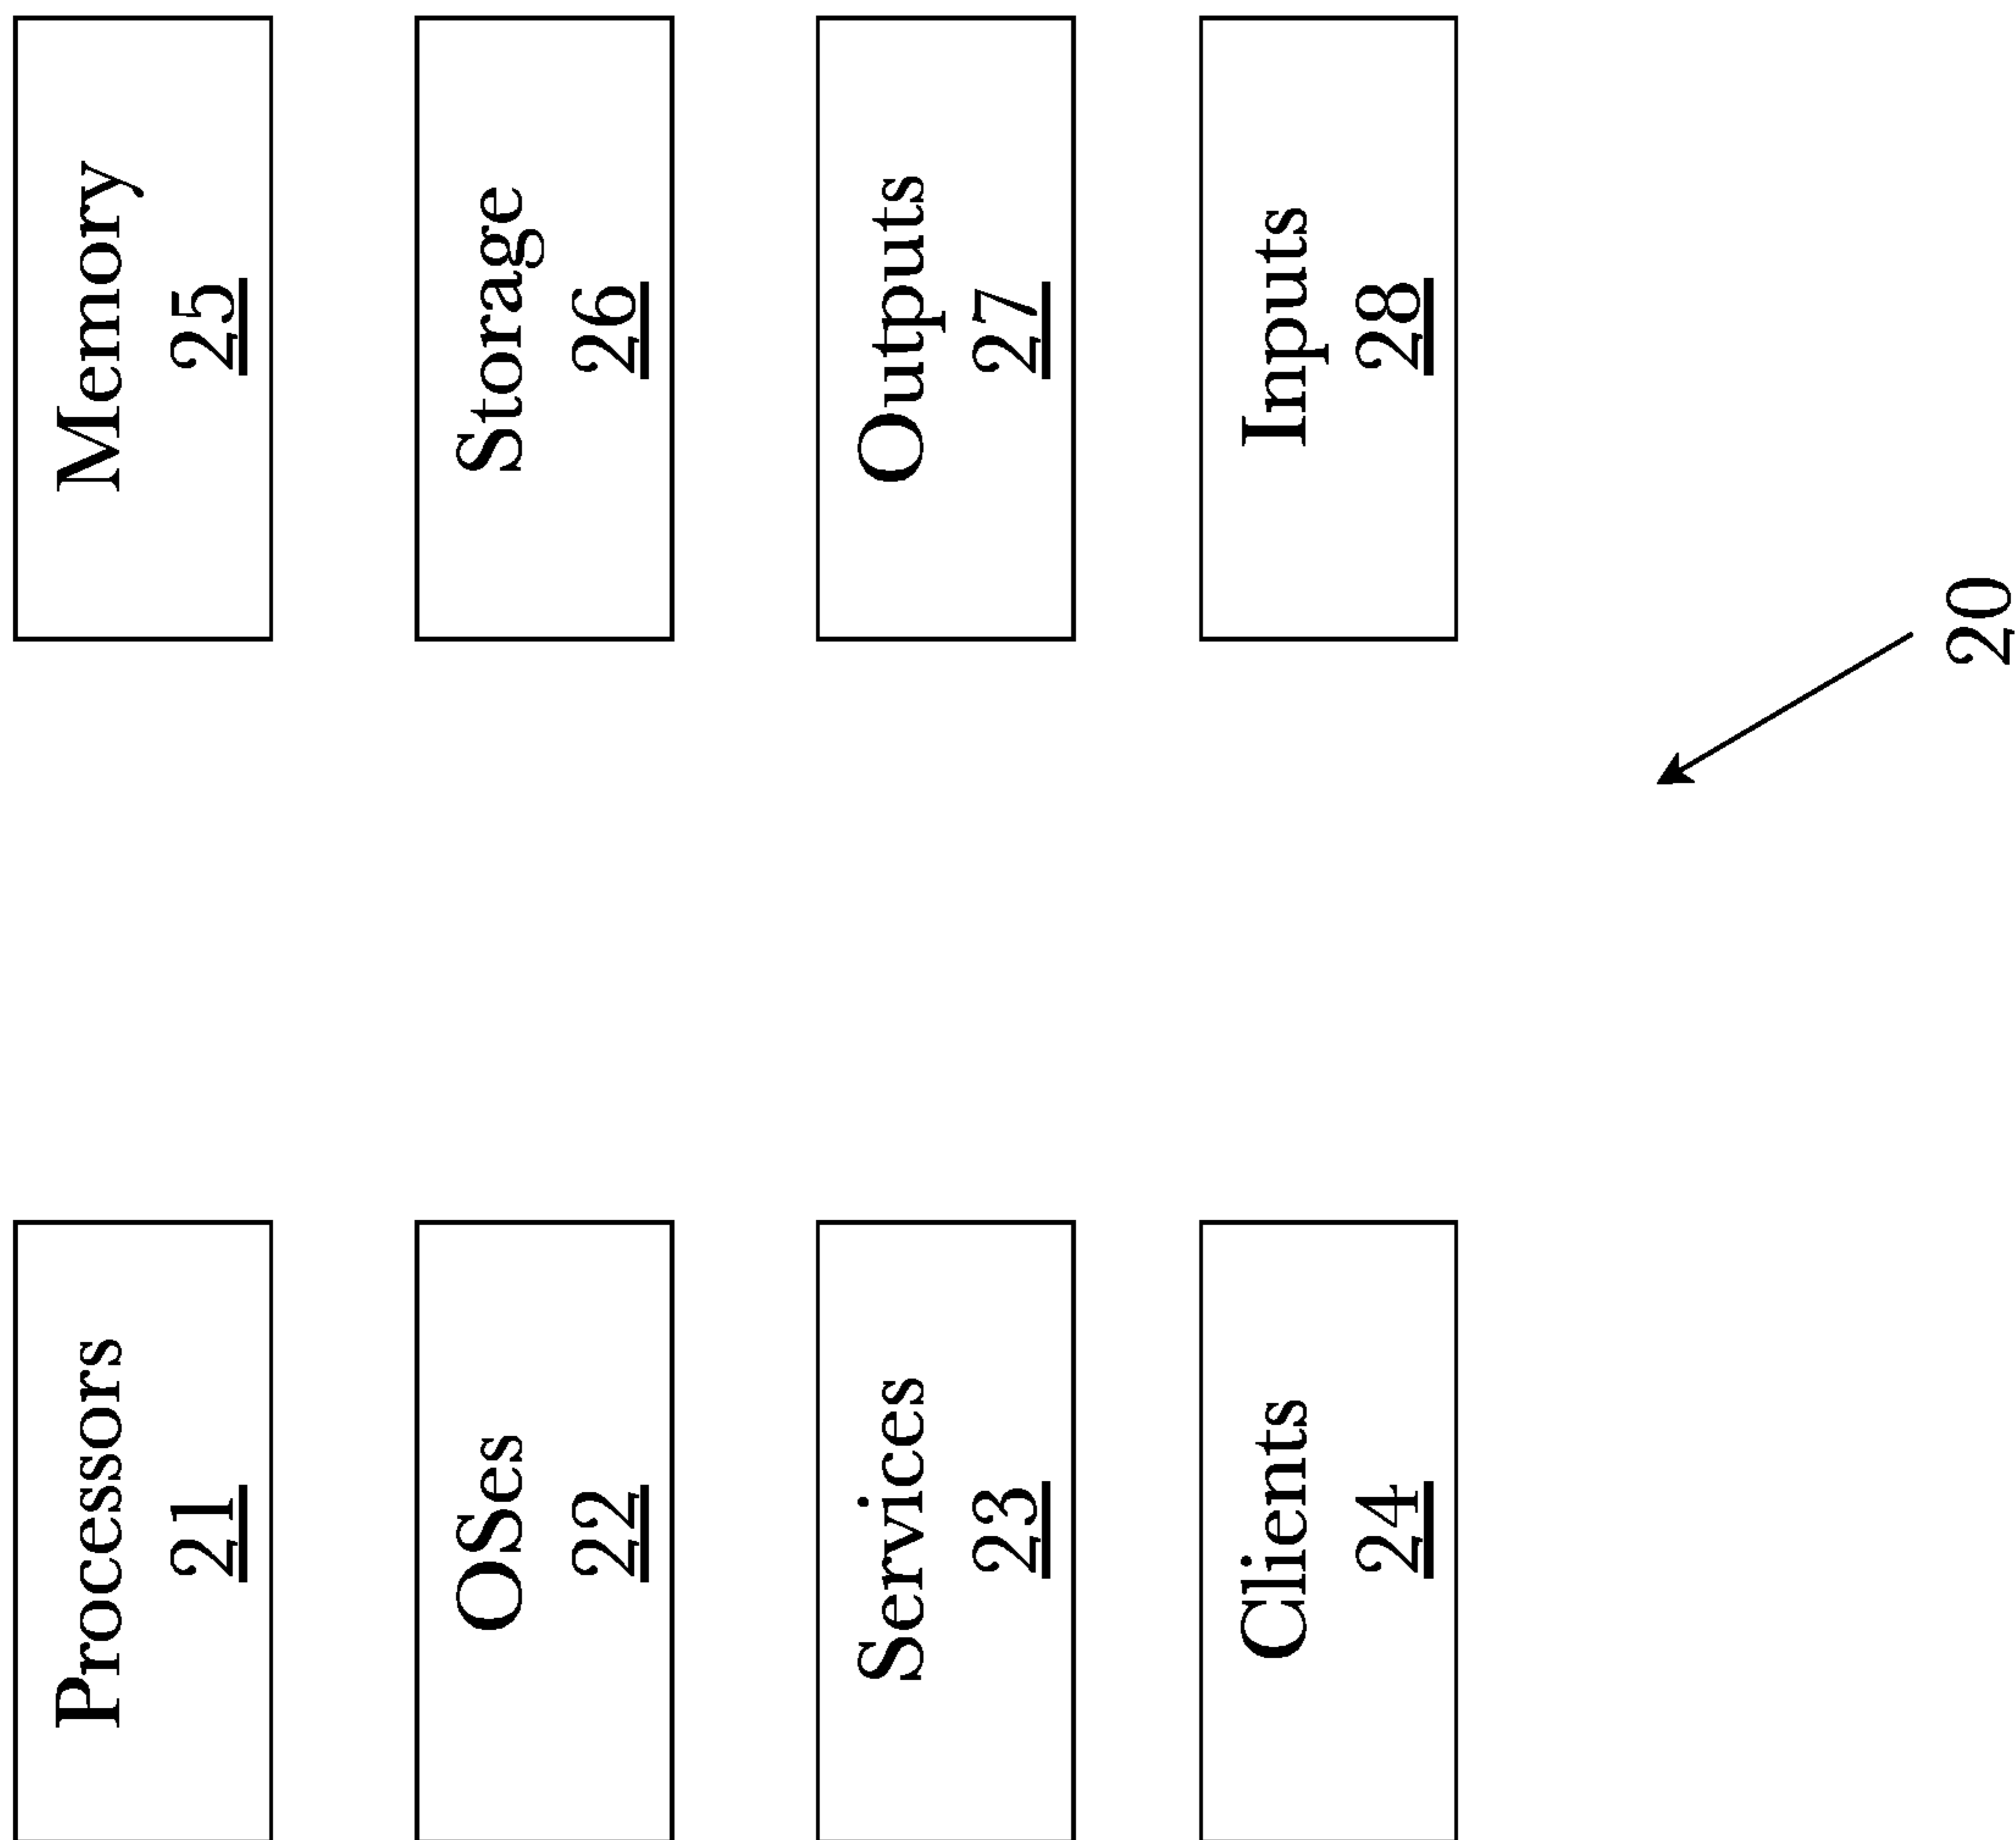 Processors
21
Memory
25
OSes
22
Storage
26
Services
23
Outputs
27
Clients
24
Inputs
28
20